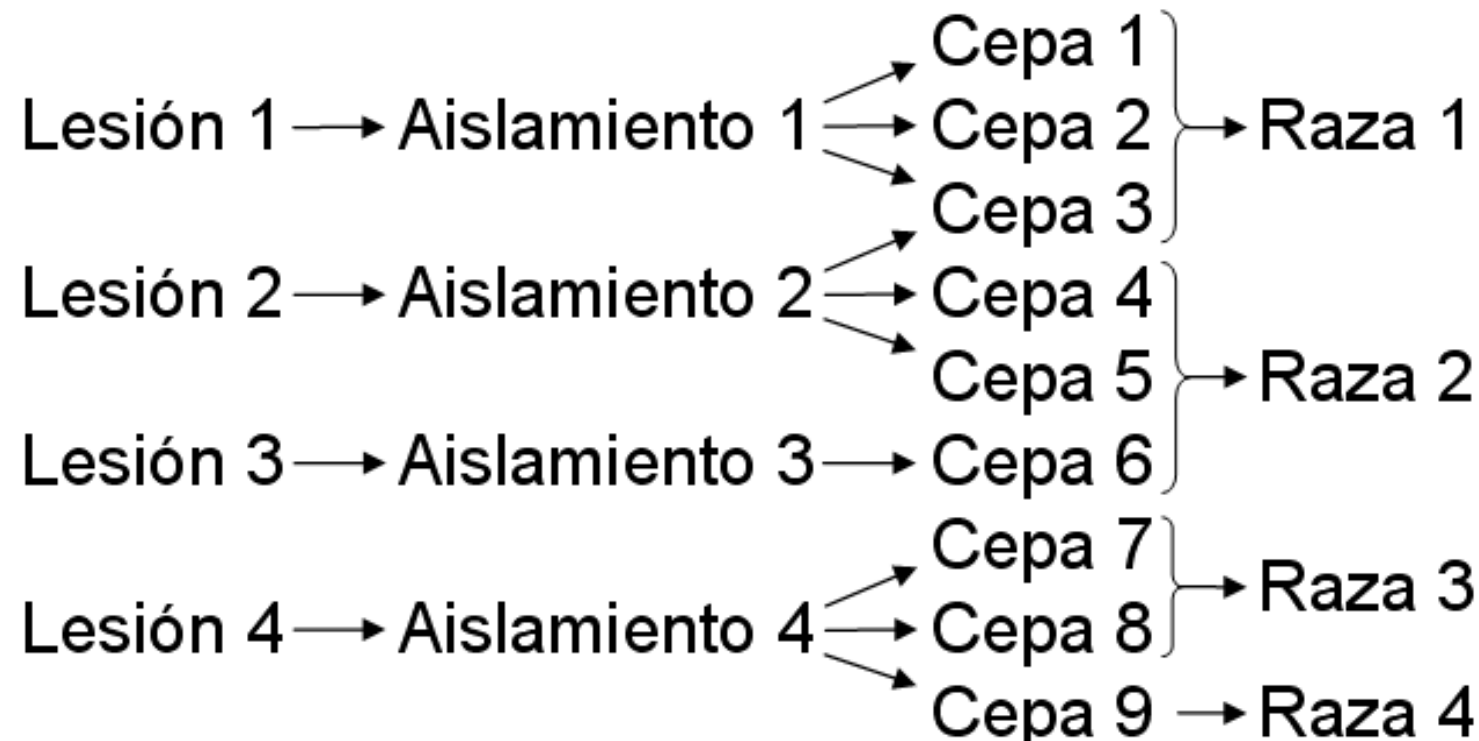 Cepa 1
Lesión 1 Aislamiento 1 Cepa 2 Raza 1
Cepa 3
Lesión 2 Aislamiento 2 Cepa 4
Cepa 5 Raza 2
Lesión 3 Aislamiento 3 Cepa 6
Cepa 7
Raza 3
Lesión 4 Aislamiento 4 Cepa 8
Cepa 9 Raza 4